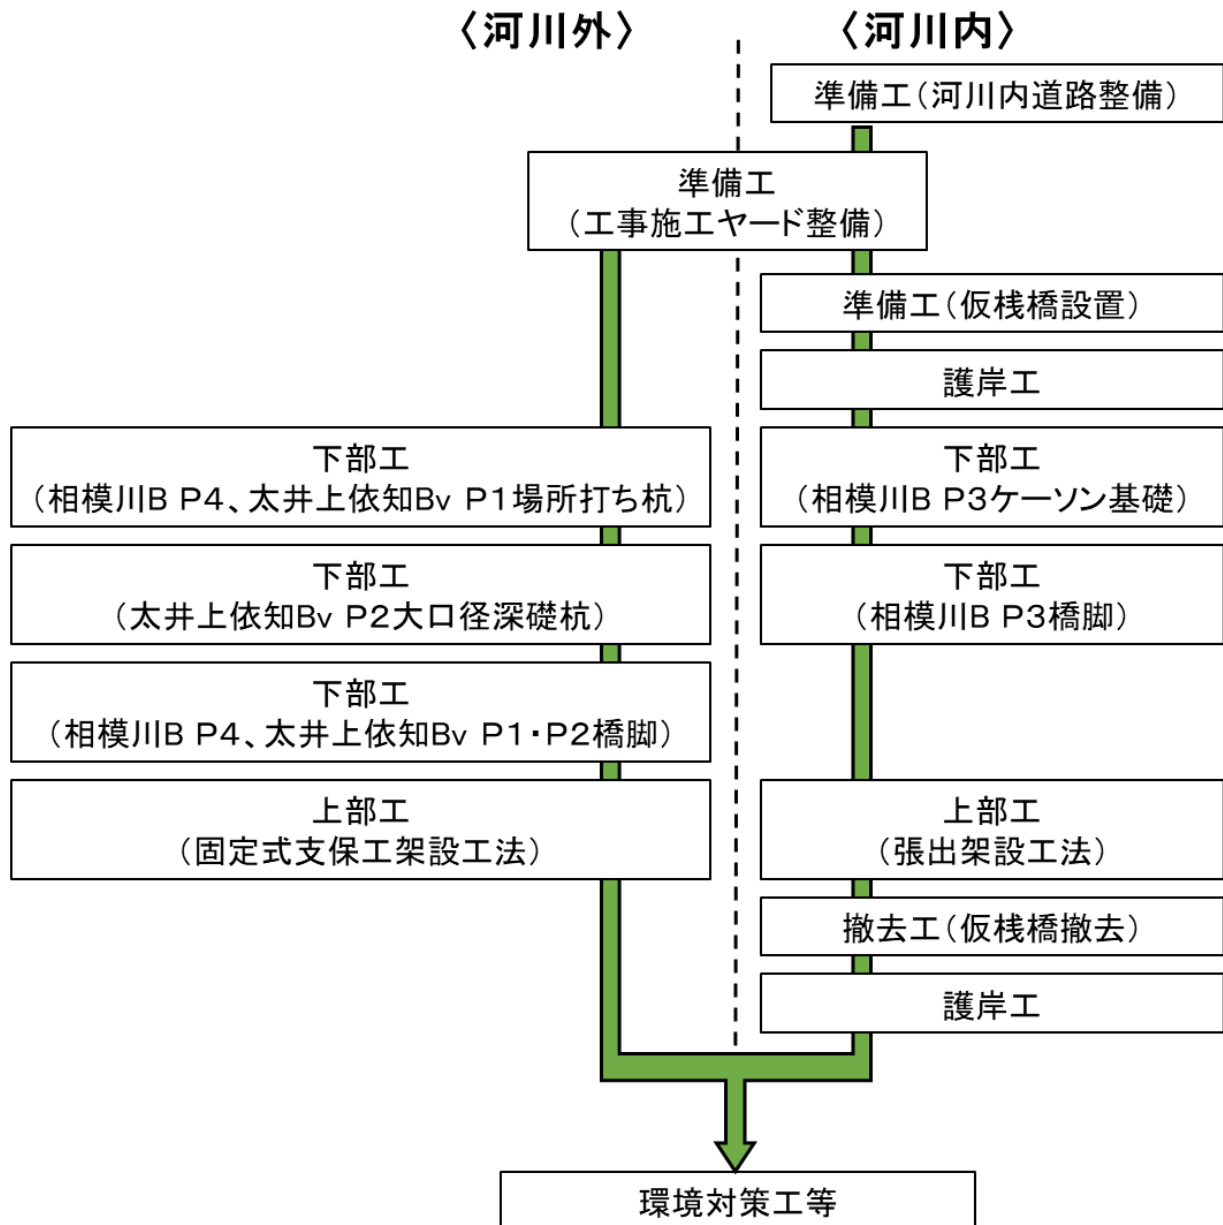 〈河川外〉
〈河川内〉
準備工(河川内道路整備)
準備工
(工事施工ヤード整備)
準備工(仮桟橋設置)
護岸工
下部工
(相模川B P4、太井上依知Bv P1場所打ち杭)
下部工
(相模川B P3ケーソン基礎)
下部工
(太井上依知Bv P2大口径深礎杭)
下部工
(相模川B P3橋脚)
下部工
(相模川B P4、太井上依知Bv P1・P2橋脚)
上部工
(固定式支保工架設工法)
上部工
(張出架設工法)
撤去工(仮桟橋撤去)
護岸工
環境対策工等